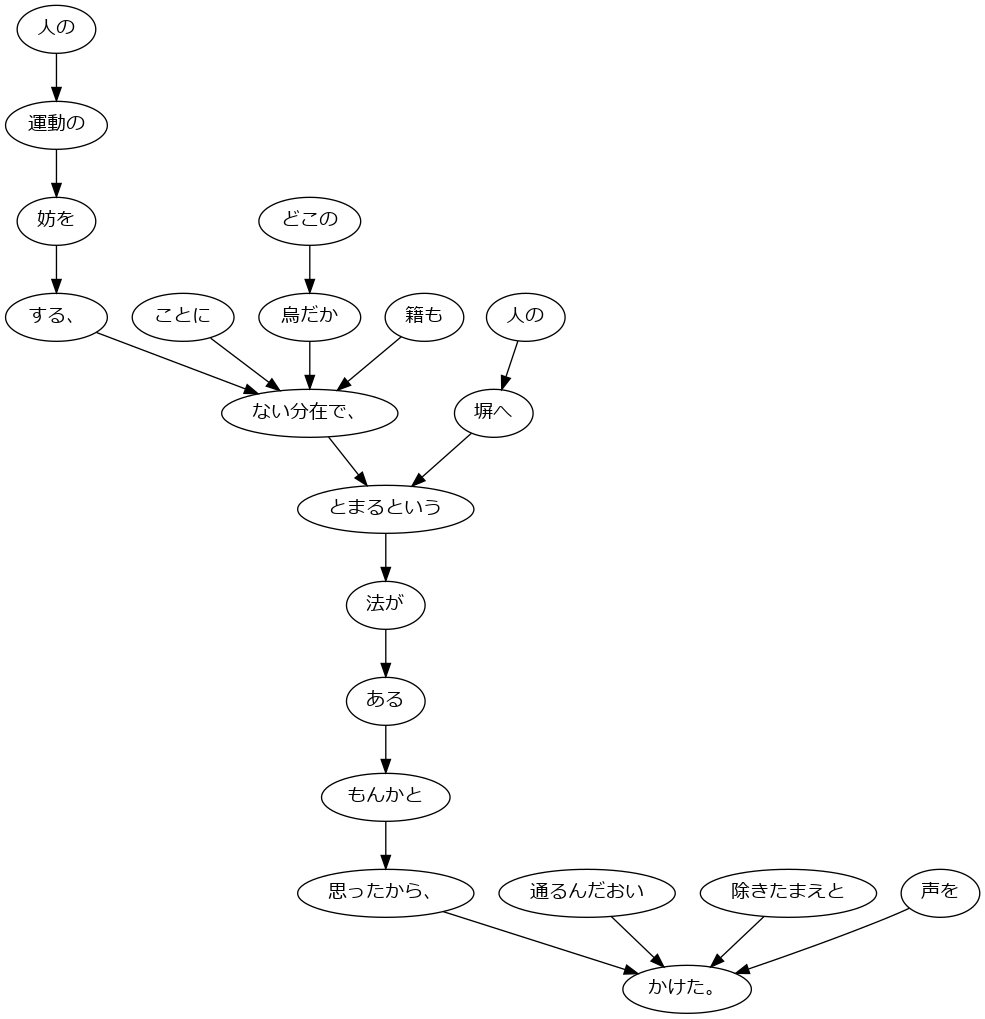 人の
運動の
妨を
どこの
する、
ことに
烏だか
籍も
人の
ない分在で、
塀へ
とまるという
法が
ある
もんかと
思ったから、
通るんだおい
除きたまえと
声を
かけた。